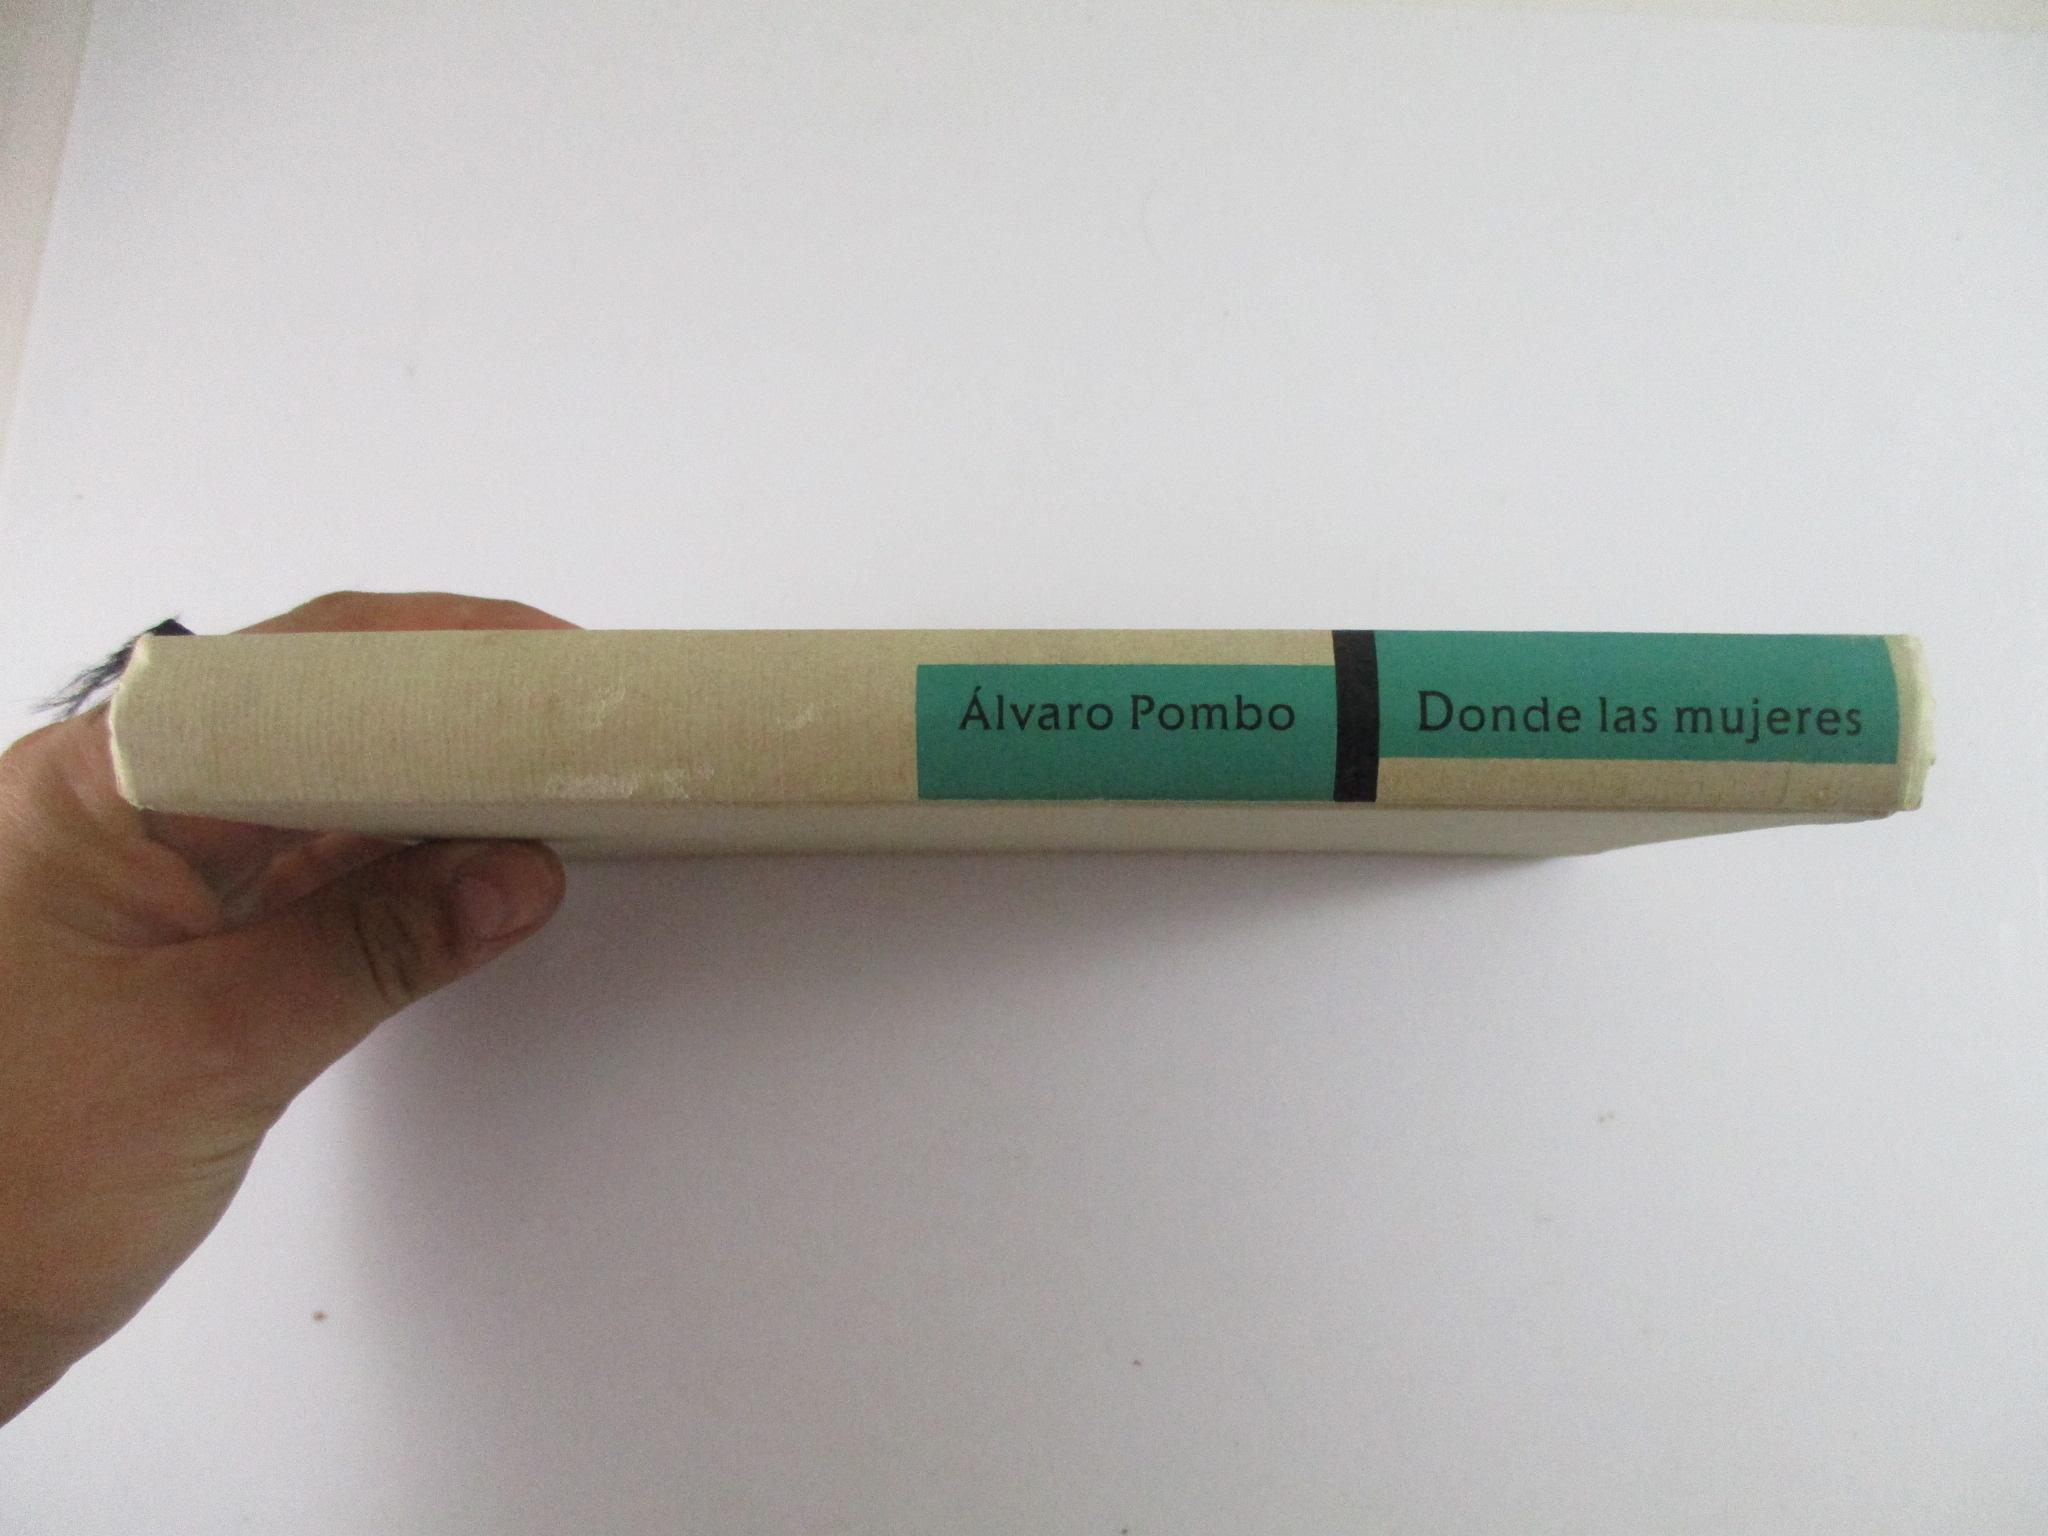 Álvaro Pombo
Donde las mujeres